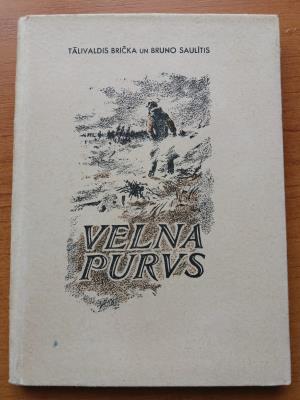 TĀLIVALDIS BRIČKA UN BRUNO SAULĪTIS
VELNA
PURVS